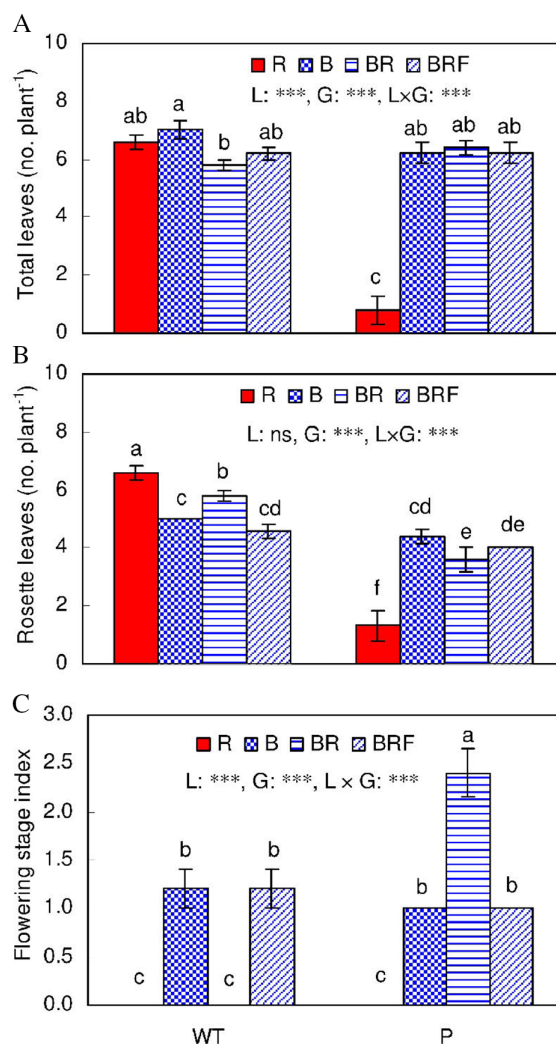 A
Total leaves (no. plant-1)
10
8
6
4
2
0
R B BR BRF
L: ***, G: ***, L×G: ***
ab a b ab c ab ab ab
B
Rosette leaves (no. plant-1)
10
8
6
4
2
0
R B BR BRF
L: ns, G: ***, L×G: ***
a c b cd f cd e de
C
Flowering stage index
3.0
2.5
2.0
1.5
1.0
0.5
0.0
R B BR BRF
L: ***, G: ***, L × G: ***
c b c b c b a b
WT P